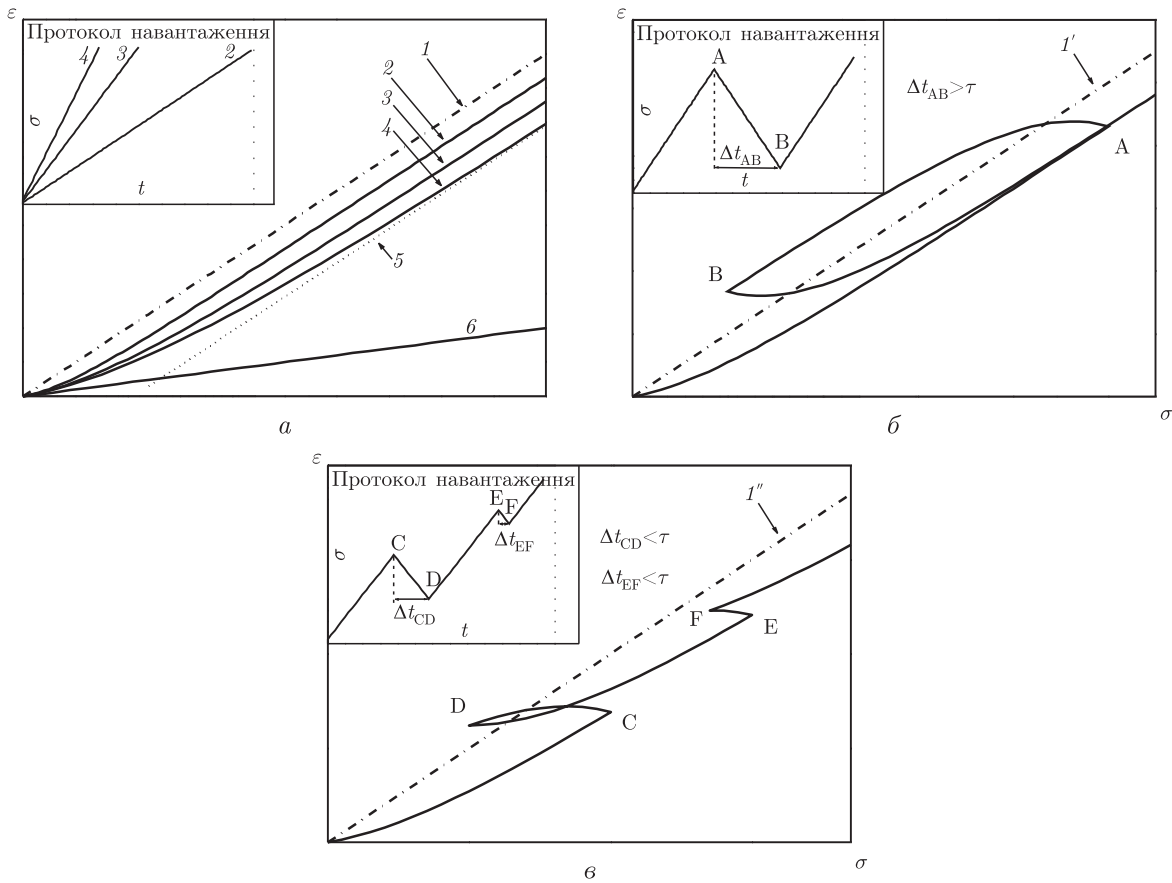 ε
Протокол навантаження
4 3 2
σ
t
1
2
3
4
5
6
а
ε
Протокол навантаження
A
σ
B
Δt_AB
t
Δt_AB>τ
1′
A
B
σ
б
ε
Протокол навантаження
E F
Δt_EF
C
σ
D
Δt_CD
t
Δt_CD<τ
Δt_EF<τ
1″
F
E
D
C
σ
в